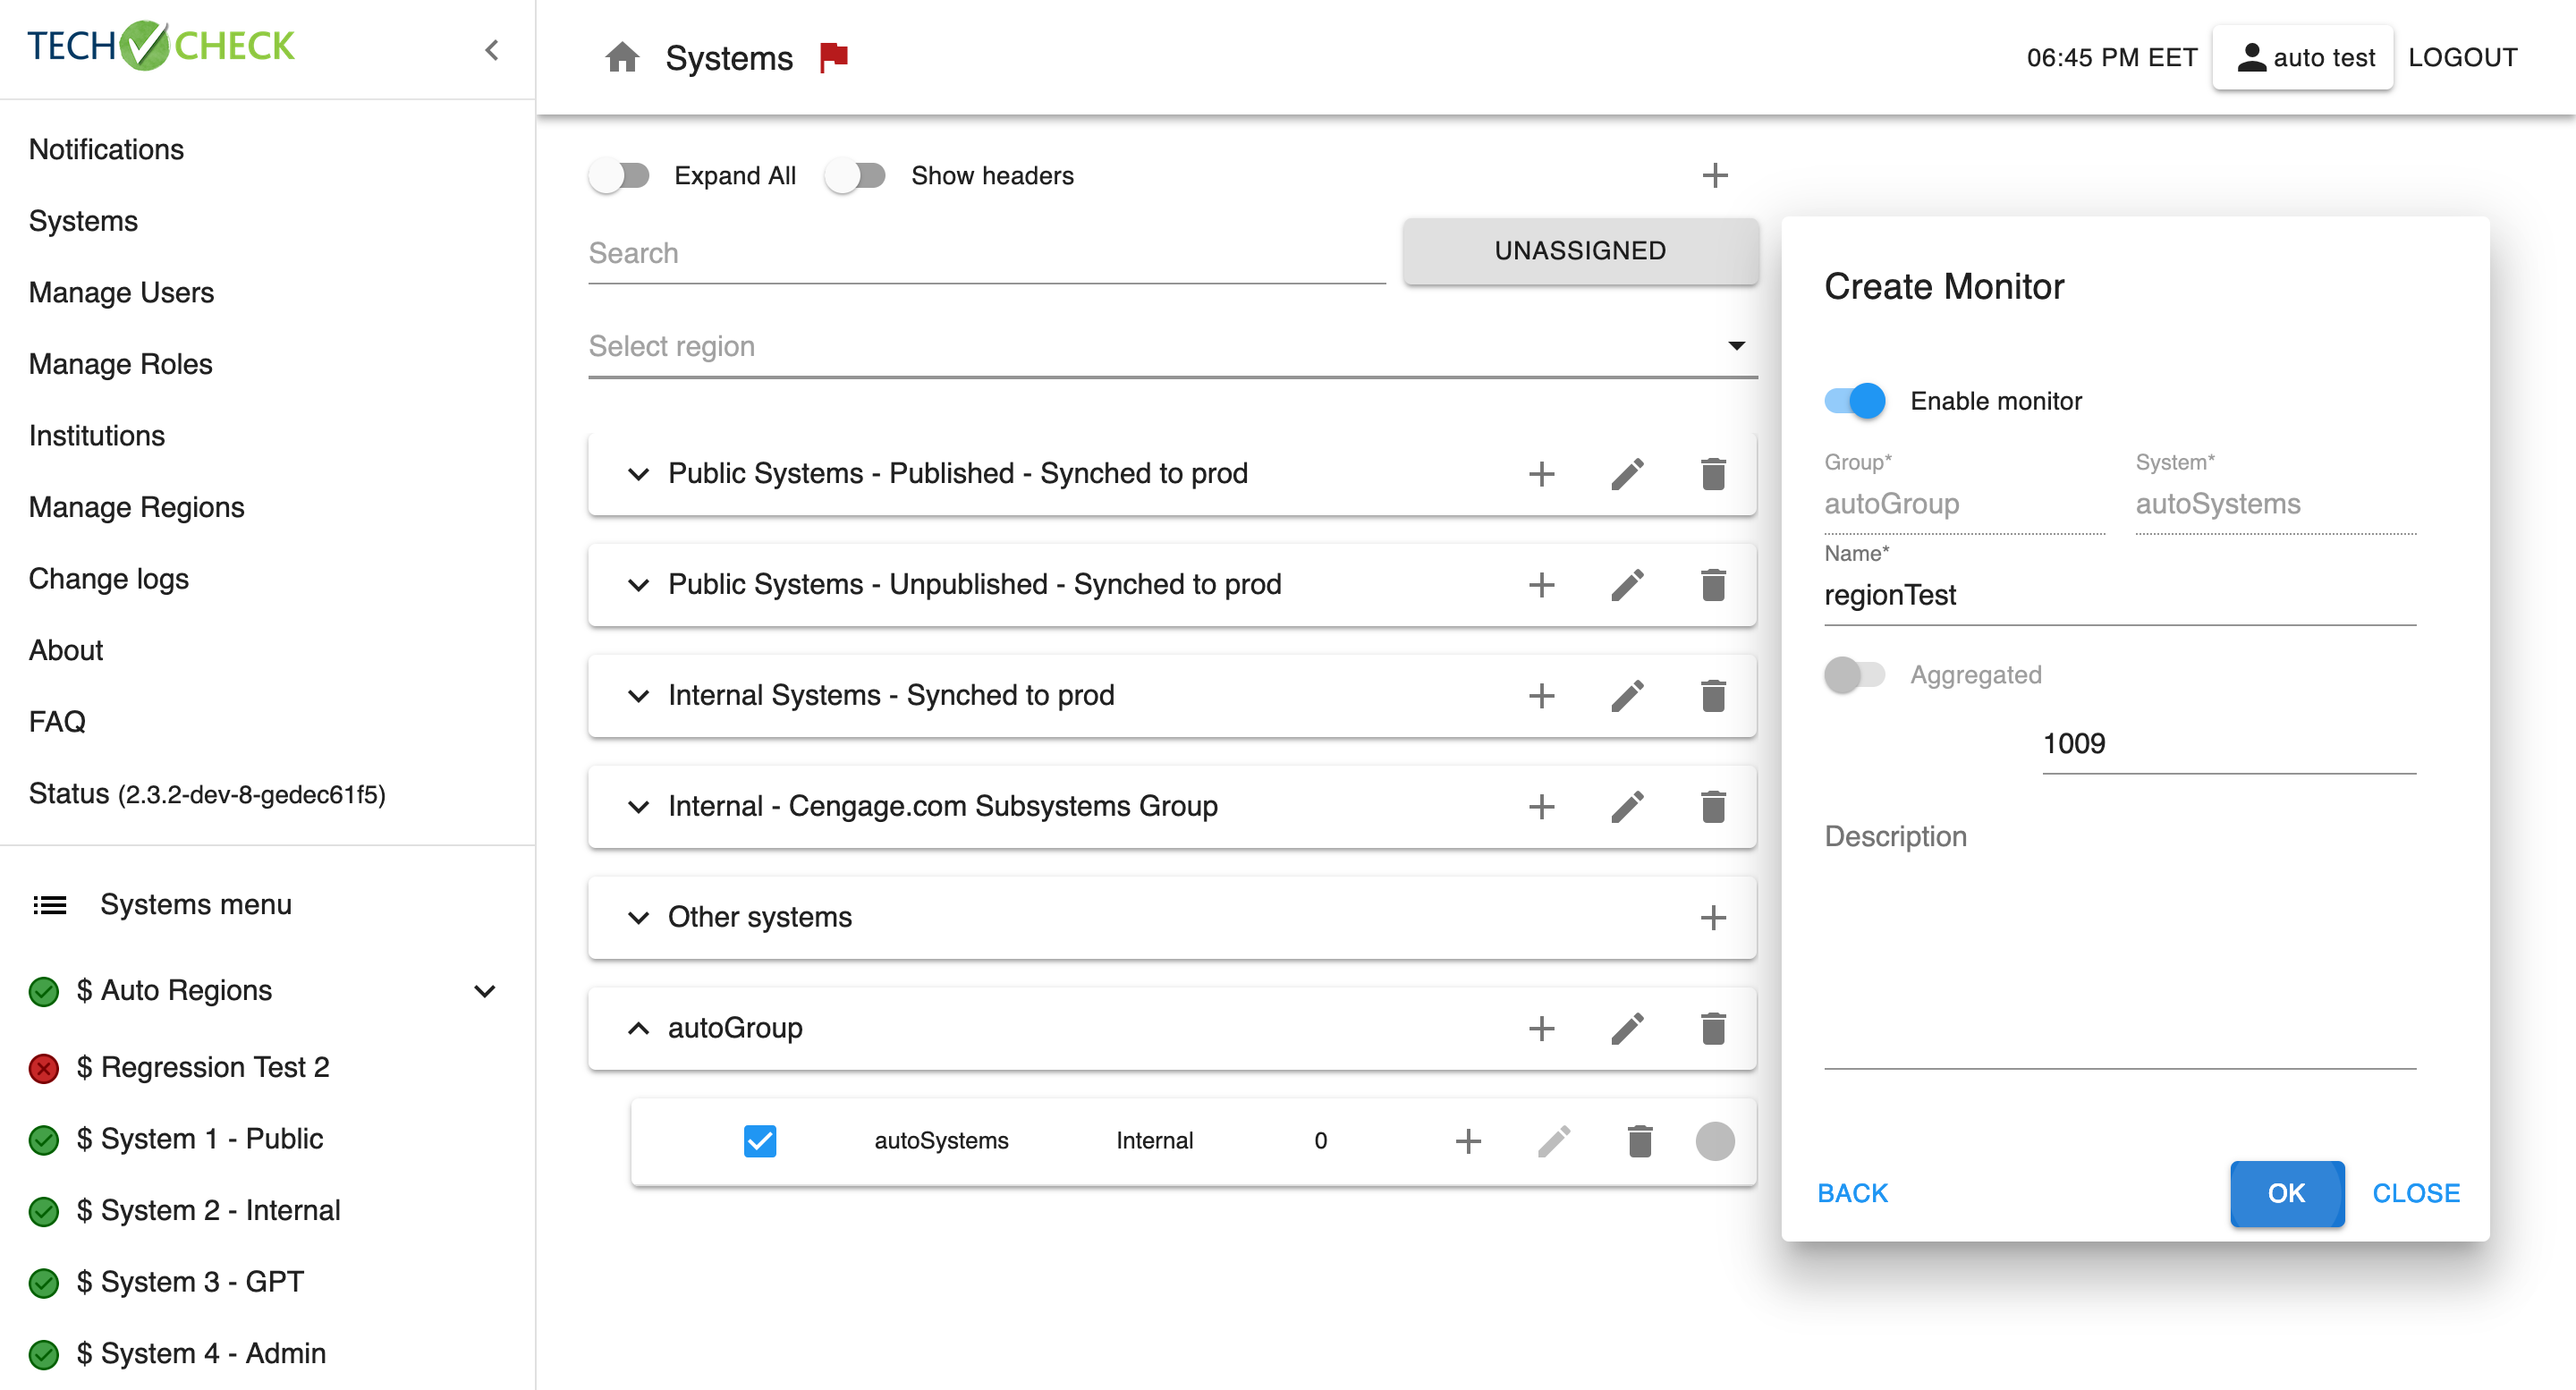 TECH CHECK
Systems
06:45 PM EET
auto test
LOGOUT
Notifications
Systems
Manage Users
Manage Roles
Institutions
Manage Regions
Change logs
About
FAQ
Status (2.3.2-dev-8-gedec61f5)
Systems menu
$ Auto Regions
$ Regression Test 2
$ System 1 - Public
$ System 2 - Internal
$ System 3 - GPT
$ System 4 - Admin
Expand All
Show headers
Search
UNASSIGNED
Select region
Public Systems - Published - Synched to prod
Public Systems - Unpublished - Synched to prod
Internal Systems - Synched to prod
Internal - Cengage.com Subsystems Group
Other systems
autoGroup
autoSystems Internal 0
Create Monitor
Enable monitor
Group* System*
autoGroup autoSystems
Name*
regionTest
Aggregated
1009
Description
BACK OK CLOSE